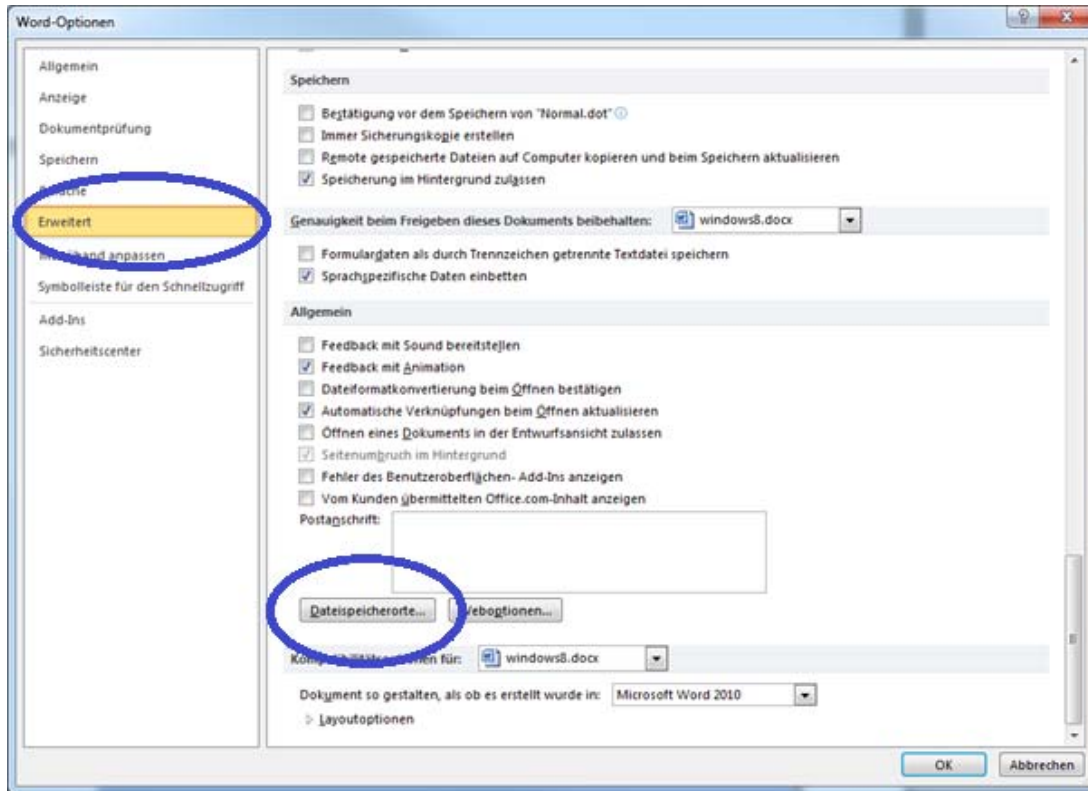 Word-Optionen
Allgemein
Anzeige
Dokumentprüfung
Speichern
Erweitert
anpassen
Symbolleiste für den Schnellzugriff
Add-Ins
Sicherheitscenter
Speichern
Bestätigung vor dem Speichern von "Normal.dot"
Immer Sicherungskopie erstellen
Remote gespeicherte Dateien auf Computer kopieren und beim Speichern aktualisieren
Speicherung im Hintergrund zulassen
Genauigkeit beim Freigeben dieses Dokuments beibehalten: windows8.docx
Formulardaten als durch Trennzeichen getrennte Textdatei speichern
Sprachspezifische Daten einbetten
Allgemein
Feedback mit Sound bereitstellen
Feedback mit Animation
Dateiformatkonvertierung beim Öffnen bestätigen
Automatische Verknüpfungen beim Öffnen aktualisieren
Öffnen eines Dokuments in der Entwurfsansicht zulassen
Seitenumbruch im Hintergrund
Fehler des Benutzeroberflächen- Add-Ins anzeigen
Vom Kunden übermittelten Office.com-Inhalt anzeigen
Postanschrift:
Dateispeicherorte... Weboptionen...
für: windows8.docx
Dokument so gestalten, als ob es erstellt wurde in: Microsoft Word 2010
Layoutoptionen
OK Abbrechen